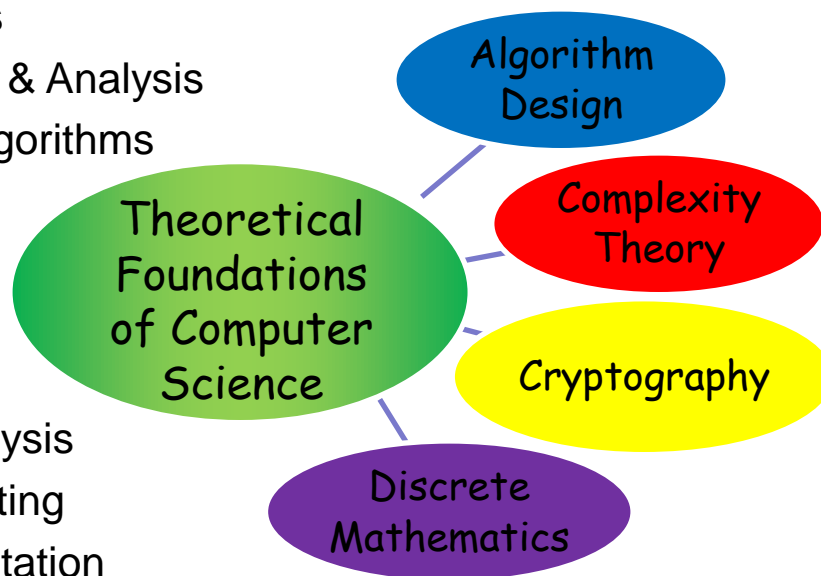 s
& Analysis
gorithms
ysis
ting
tation
Theoretical
Foundations
of Computer
Science
Algorithm
Design
Complexity
Theory
Cryptography
Discrete
Mathematics